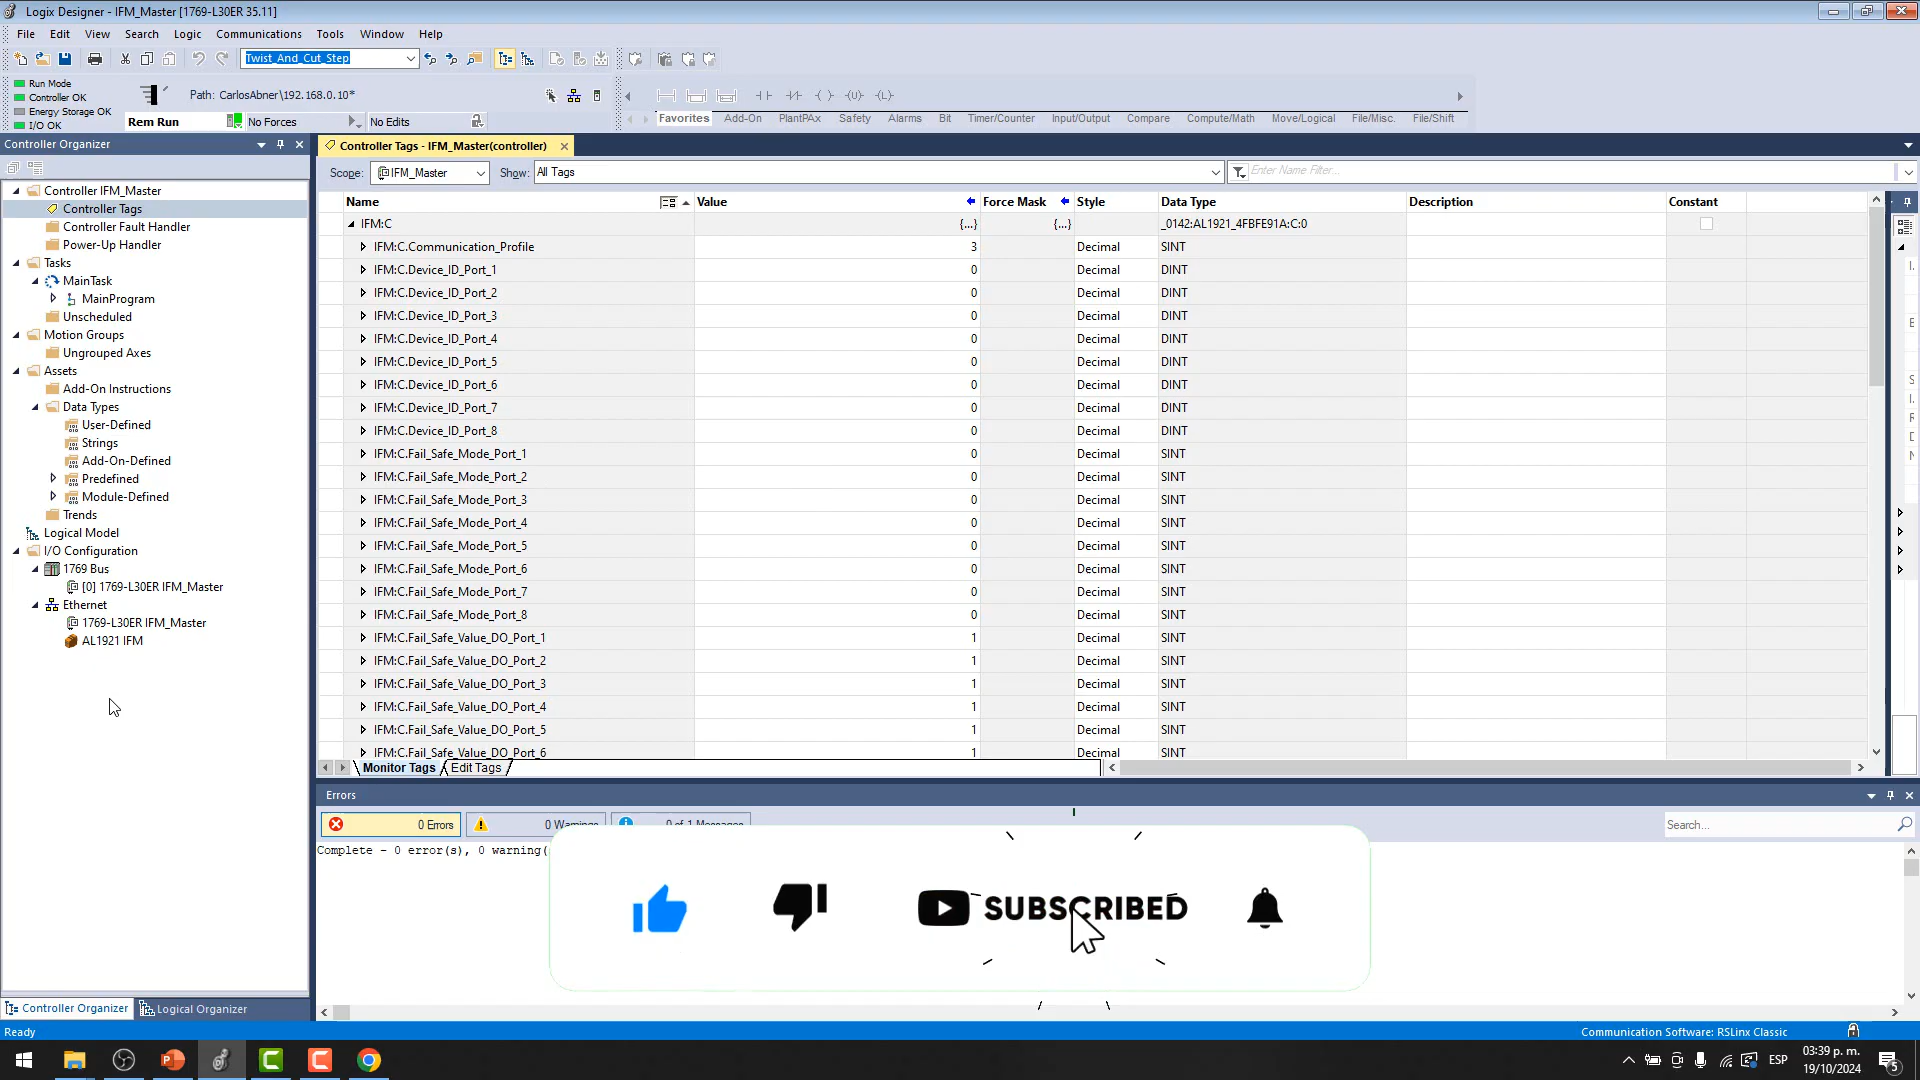 Logix Designer - IFM_Master [1769-L30ER 35.11]
File Edit View Search Logic Communications Tools Window Help
Twist_And_Cut_Step
Run Mode
Controller OK
Energy Storage OK
I/O OK
Path: CarlosAbner\192.168.0.10*
Rem Run No Forces No Edits
Favorites Add-On PlantPAx Safety Alarms Bit Timer/Counter Input/Output Compare Compute/Math Move/Logical File/Misc. File/Shift
Controller Organizer
Controller IFM_Master
Controller Tags
Controller Fault Handler
Power-Up Handler
Tasks
MainTask
MainProgram
Unscheduled
Motion Groups
Ungrouped Axes
Assets
Add-On Instructions
Data Types
User-Defined
Strings
Add-On-Defined
Predefined
Module-Defined
Trends
Logical Model
I/O Configuration
1769 Bus
[0] 1769-L30ER IFM_Master
Ethernet
1769-L30ER IFM_Master
AL1921 IFM
Controller Organizer Logical Organizer
Controller Tags - IFM_Master(controller)
Scope: IFM_Master Show: All Tags Enter Name Filter...
Name Value Force Mask Style Data Type Description Constant
IFM:C {...} {...} _0142:AL1921_4FBFE91A:C:0
IFM:C.Communication_Profile 3 Decimal SINT
IFM:C.Device_ID_Port_1 0 Decimal DINT
IFM:C.Device_ID_Port_2 0 Decimal DINT
IFM:C.Device_ID_Port_3 0 Decimal DINT
IFM:C.Device_ID_Port_4 0 Decimal DINT
IFM:C.Device_ID_Port_5 0 Decimal DINT
IFM:C.Device_ID_Port_6 0 Decimal DINT
IFM:C.Device_ID_Port_7 0 Decimal DINT
IFM:C.Device_ID_Port_8 0 Decimal DINT
IFM:C.Fail_Safe_Mode_Port_1 0 Decimal SINT
IFM:C.Fail_Safe_Mode_Port_2 0 Decimal SINT
IFM:C.Fail_Safe_Mode_Port_3 0 Decimal SINT
IFM:C.Fail_Safe_Mode_Port_4 0 Decimal SINT
IFM:C.Fail_Safe_Mode_Port_5 0 Decimal SINT
IFM:C.Fail_Safe_Mode_Port_6 0 Decimal SINT
IFM:C.Fail_Safe_Mode_Port_7 0 Decimal SINT
IFM:C.Fail_Safe_Mode_Port_8 0 Decimal SINT
IFM:C.Fail_Safe_Value_DO_Port_1 1 Decimal SINT
IFM:C.Fail_Safe_Value_DO_Port_2 1 Decimal SINT
IFM:C.Fail_Safe_Value_DO_Port_3 1 Decimal SINT
IFM:C.Fail_Safe_Value_DO_Port_4 1 Decimal SINT
IFM:C.Fail_Safe_Value_DO_Port_5 1 Decimal SINT
IFM:C.Fail_Safe_Value_DO_Port_6 1 Decimal SINT
Monitor Tags Edit Tags
Errors
0 Errors 0 Warnings 0 of 1 Messages Search...
Complete - 0 error(s), 0 warning(
SUBSCRIBED
Ready Communication Software: RSLinx Classic
ESP 03:39 p. m.
19/10/2024
5